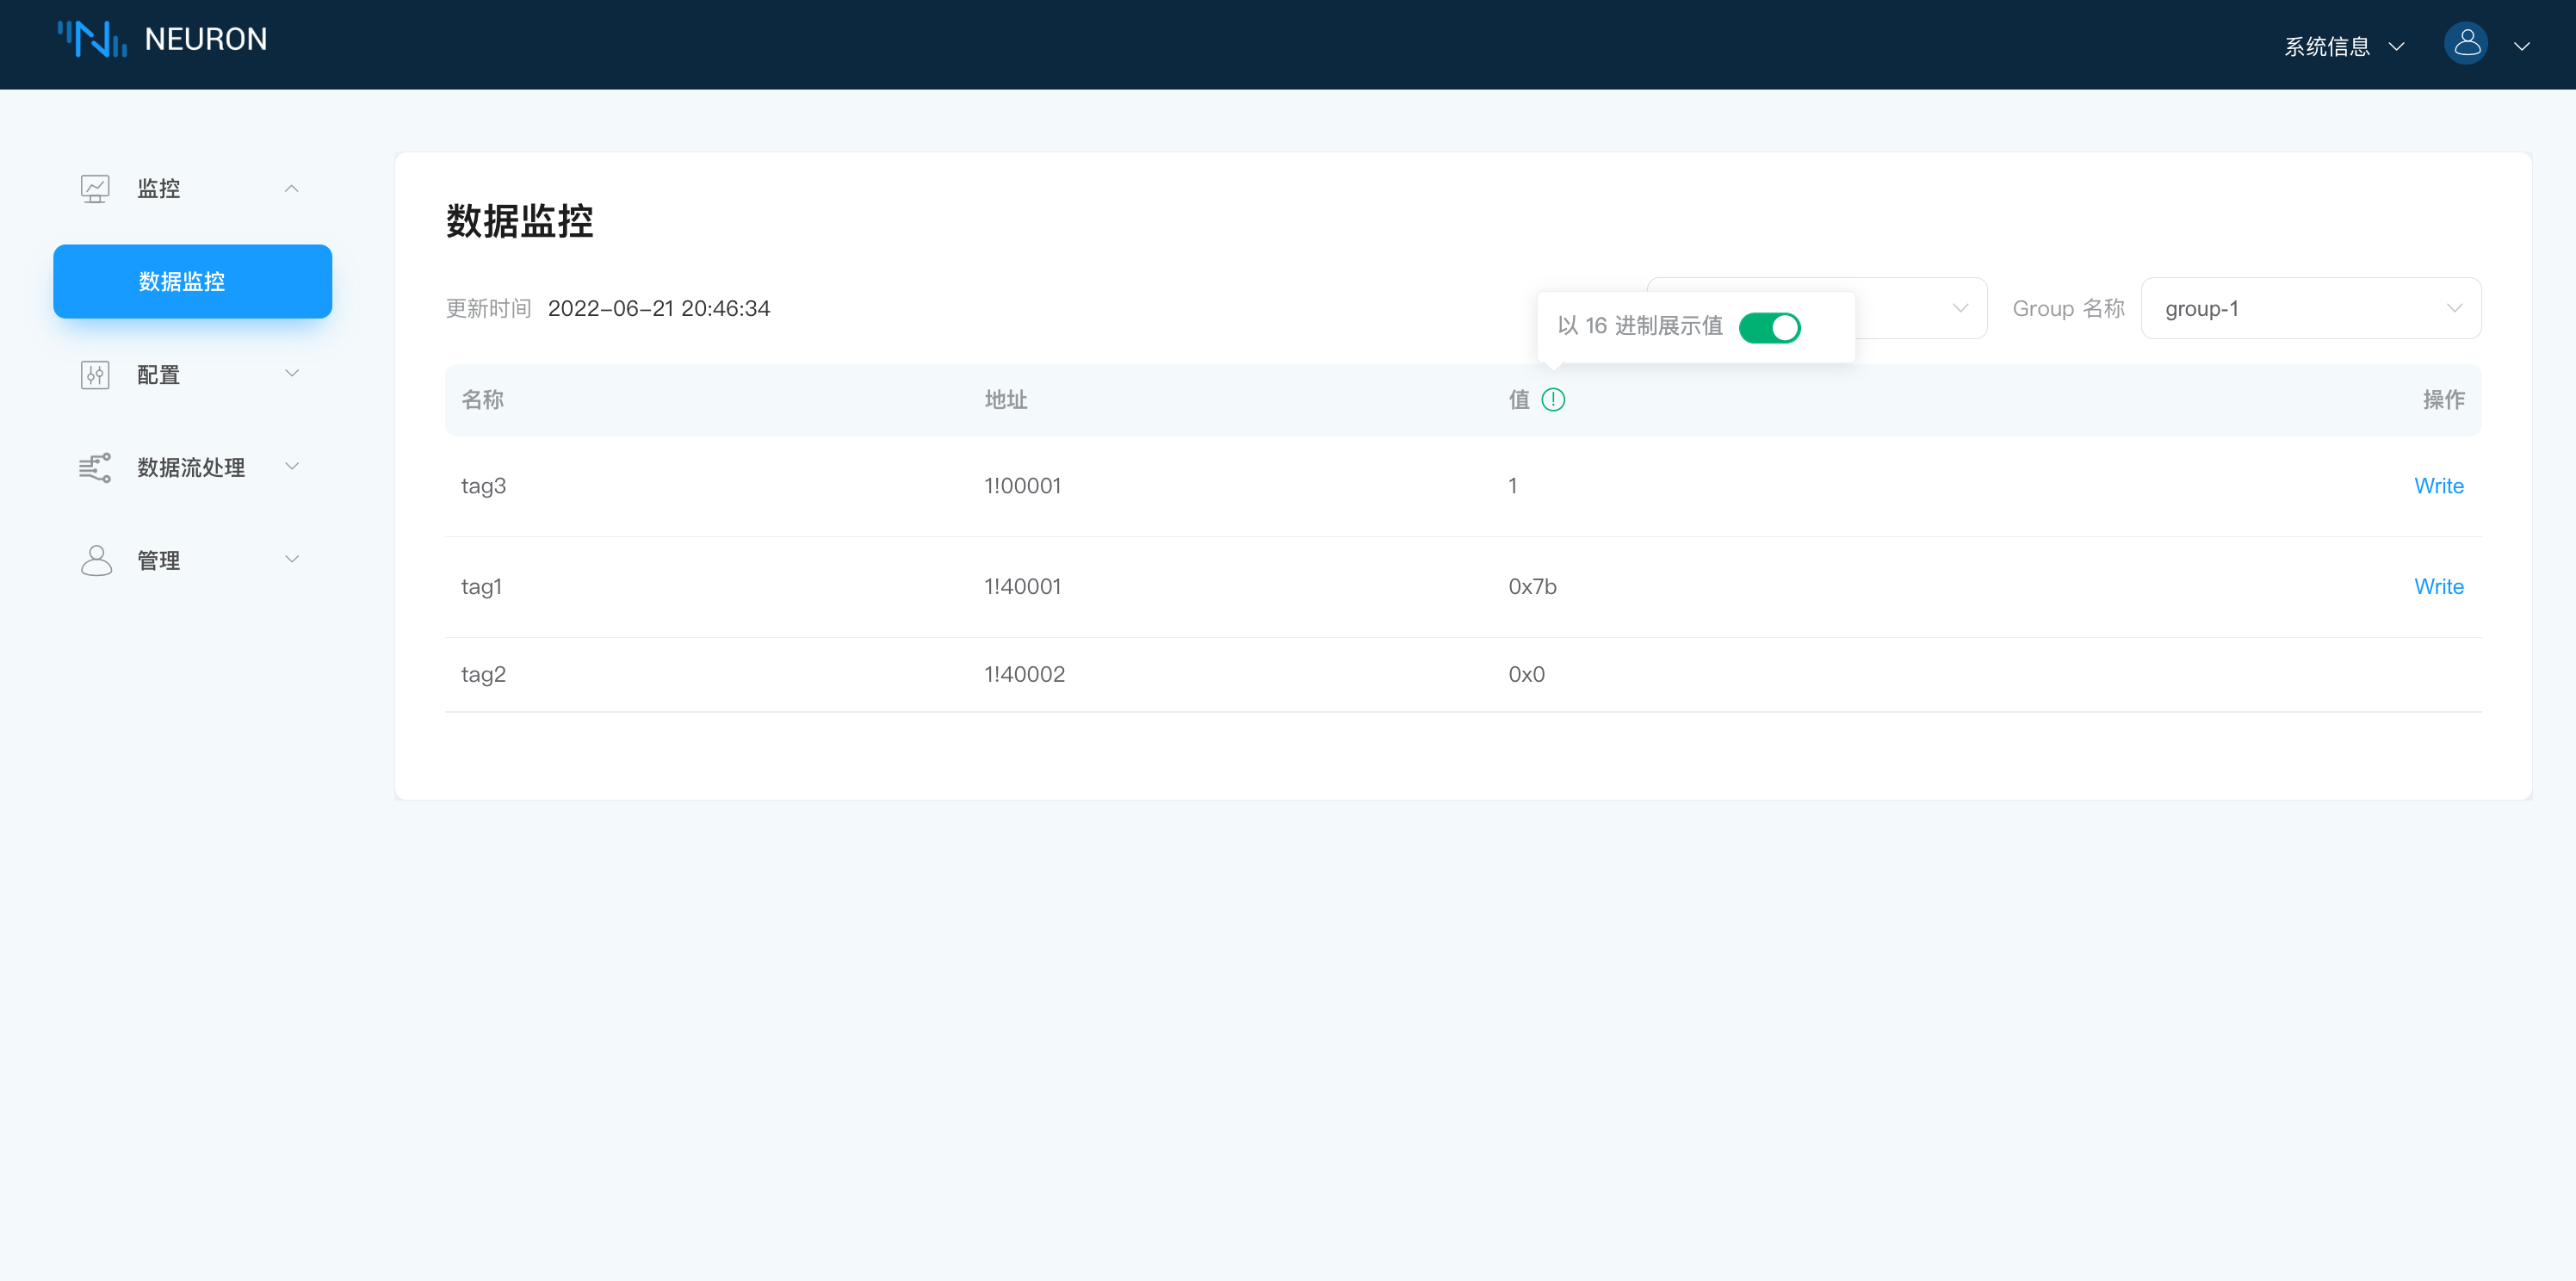 NEURON
系统信息
监控
数据监控
配置
数据流处理
管理
数据监控
更新时间 2022-06-21 20:46:34
以 16 进制展示值
Group 名称 group-1
名称 地址 值 操作
tag3 1!00001 1 Write
tag1 1!40001 0x7b Write
tag2 1!40002 0x0